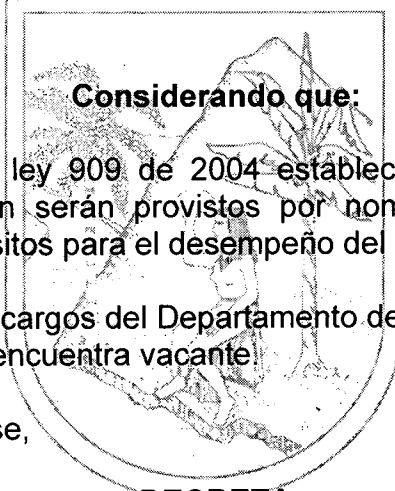 Considerando que:
ley 909 de 2004 establec
n serán provistos por nom
sitos para el desempeño del
cargos del Departamento de
encuentra vacante.
se,
DECRETA